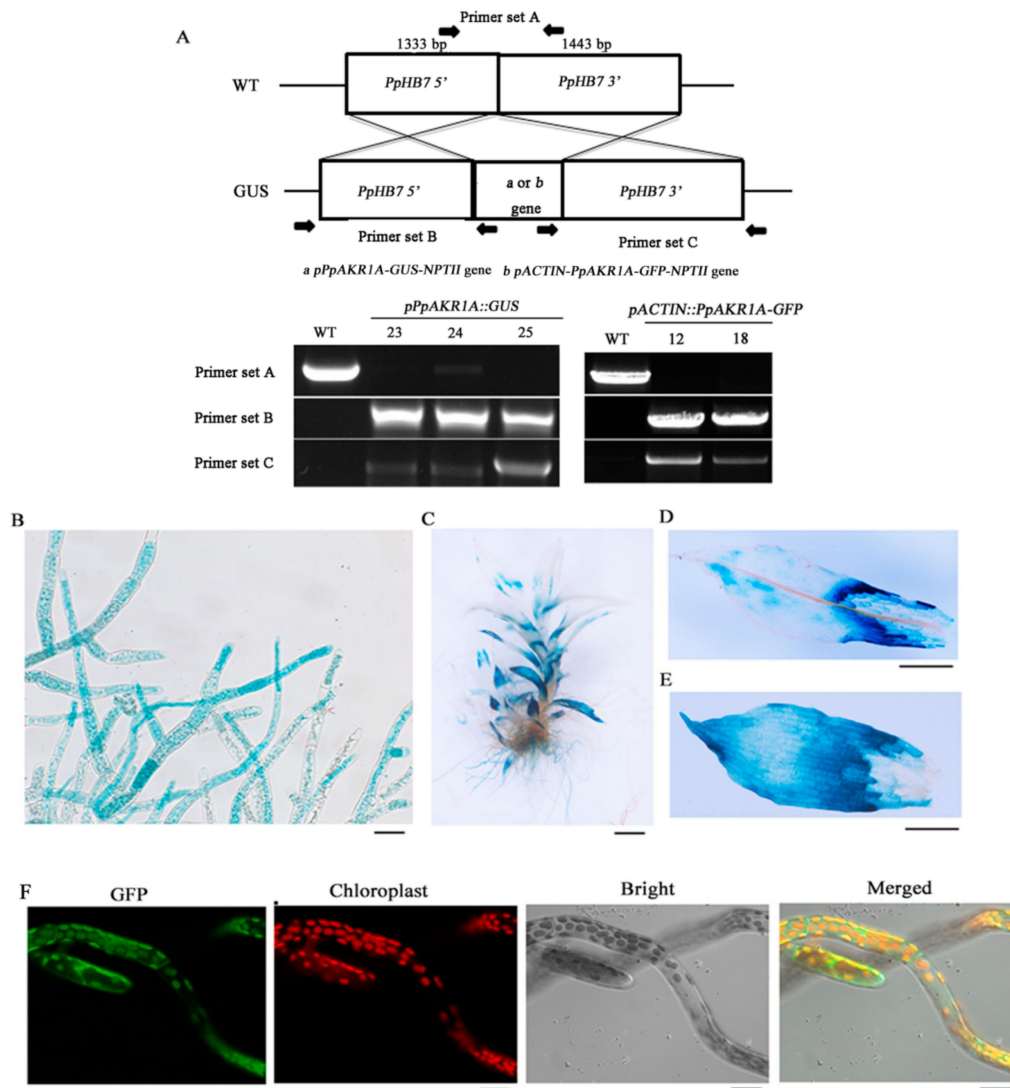 A
Primer set A
1333 bp 1443 bp
WT PpHB7 5' PpHB7 3'
GUS PpHB7 5' a or b gene PpHB7 3'
Primer set B Primer set C
a pPpAKR1A-GUS-NPTII gene b pACTIN-PpAKR1A-GFP-NPTII gene
pPpAKR1A::GUS pACTIN::PpAKR1A-GFP
WT 23 24 25 WT 12 18
Primer set A
Primer set B
Primer set C
B C D
E
F GFP Chloroplast Bright Merged